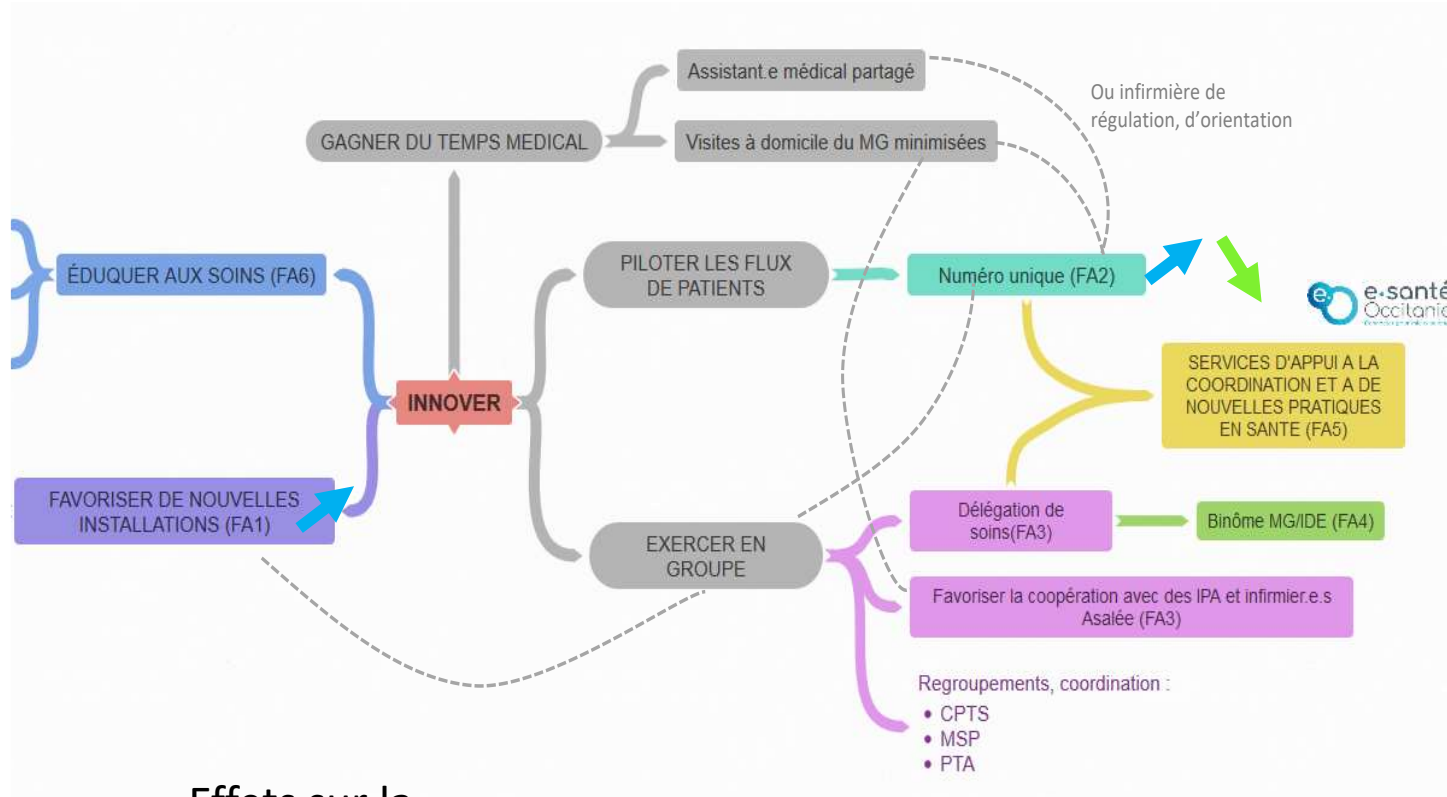 Assistant.e médical partagé
Ou infirmière de
régulation, d'orientation
GAGNER DU TEMPS MEDICAL
Visites à domicile du MG minimisées
ÉDUQUER AUX SOINS (FA6)
PILOTER LES FLUX
DE PATIENTS
Numéro unique (FA2)
e-santé
Occitanie
SERVICES D'APPUI A LA
COORDINATION ET A DE
NOUVELLES PRATIQUES
EN SANTE (FA5)
INNOVER
FAVORISER DE NOUVELLES
INSTALLATIONS (FA1)
EXERCER EN
GROUPE
Délégation de
soins(FA3)
Binôme MG/IDE (FA4)
Favoriser la coopération avec des IPA et infirmier.e.s
Asalée (FA3)
Regroupements, coordination :
• CPTS
• MSP
• PTA